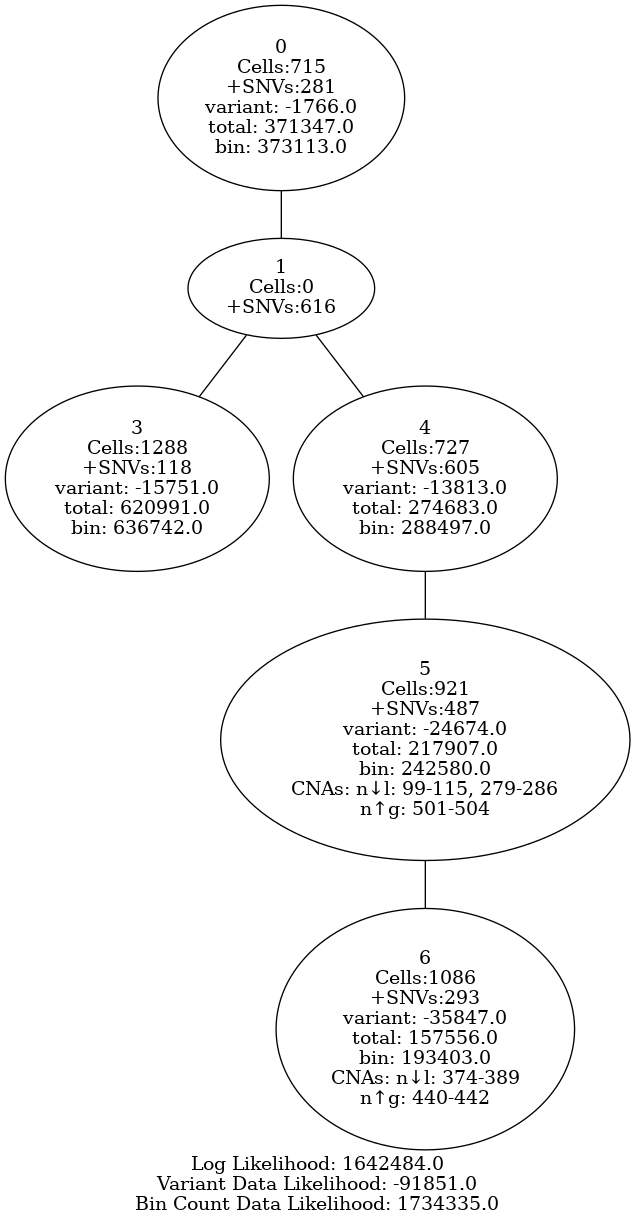 0
Cells:715
+SNVs:281
variant: -1766.0
total: 371347.0
bin: 373113.0
1
Cells:0
+SNVs:616
3
Cells:1288
+SNVs:118
variant: -15751.0
total: 620991.0
bin: 636742.0
4
Cells:727
+SNVs:605
variant: -13813.0
total: 274683.0
bin: 288497.0
5
Cells:921
+SNVs:487
variant: -24674.0
total: 217907.0
bin: 242580.0
CNAs: n↓l: 99-115, 279-286
n↑g: 501-504
6
Cells:1086
+SNVs:293
variant: -35847.0
total: 157556.0
bin: 193403.0
CNAs: n↓l: 374-389
n↑g: 440-442
Log Likelihood: 1642484.0
Variant Data Likelihood: -91851.0
Bin Count Data Likelihood: 1734335.0